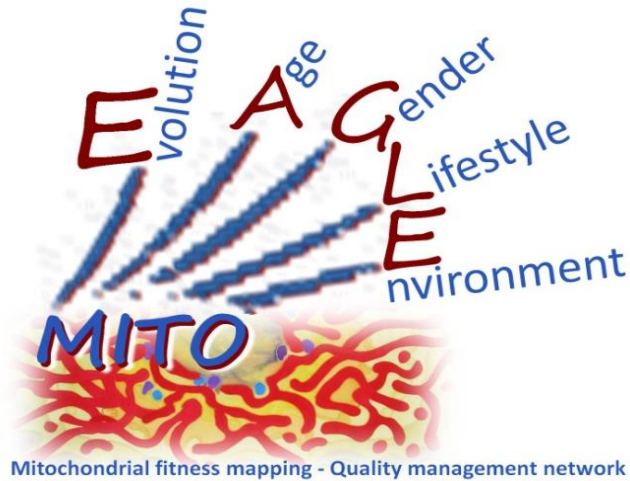 Evolution
Age
Gender
Lifestyle
Environment
MITO
Mitochondrial fitness mapping - Quality management network